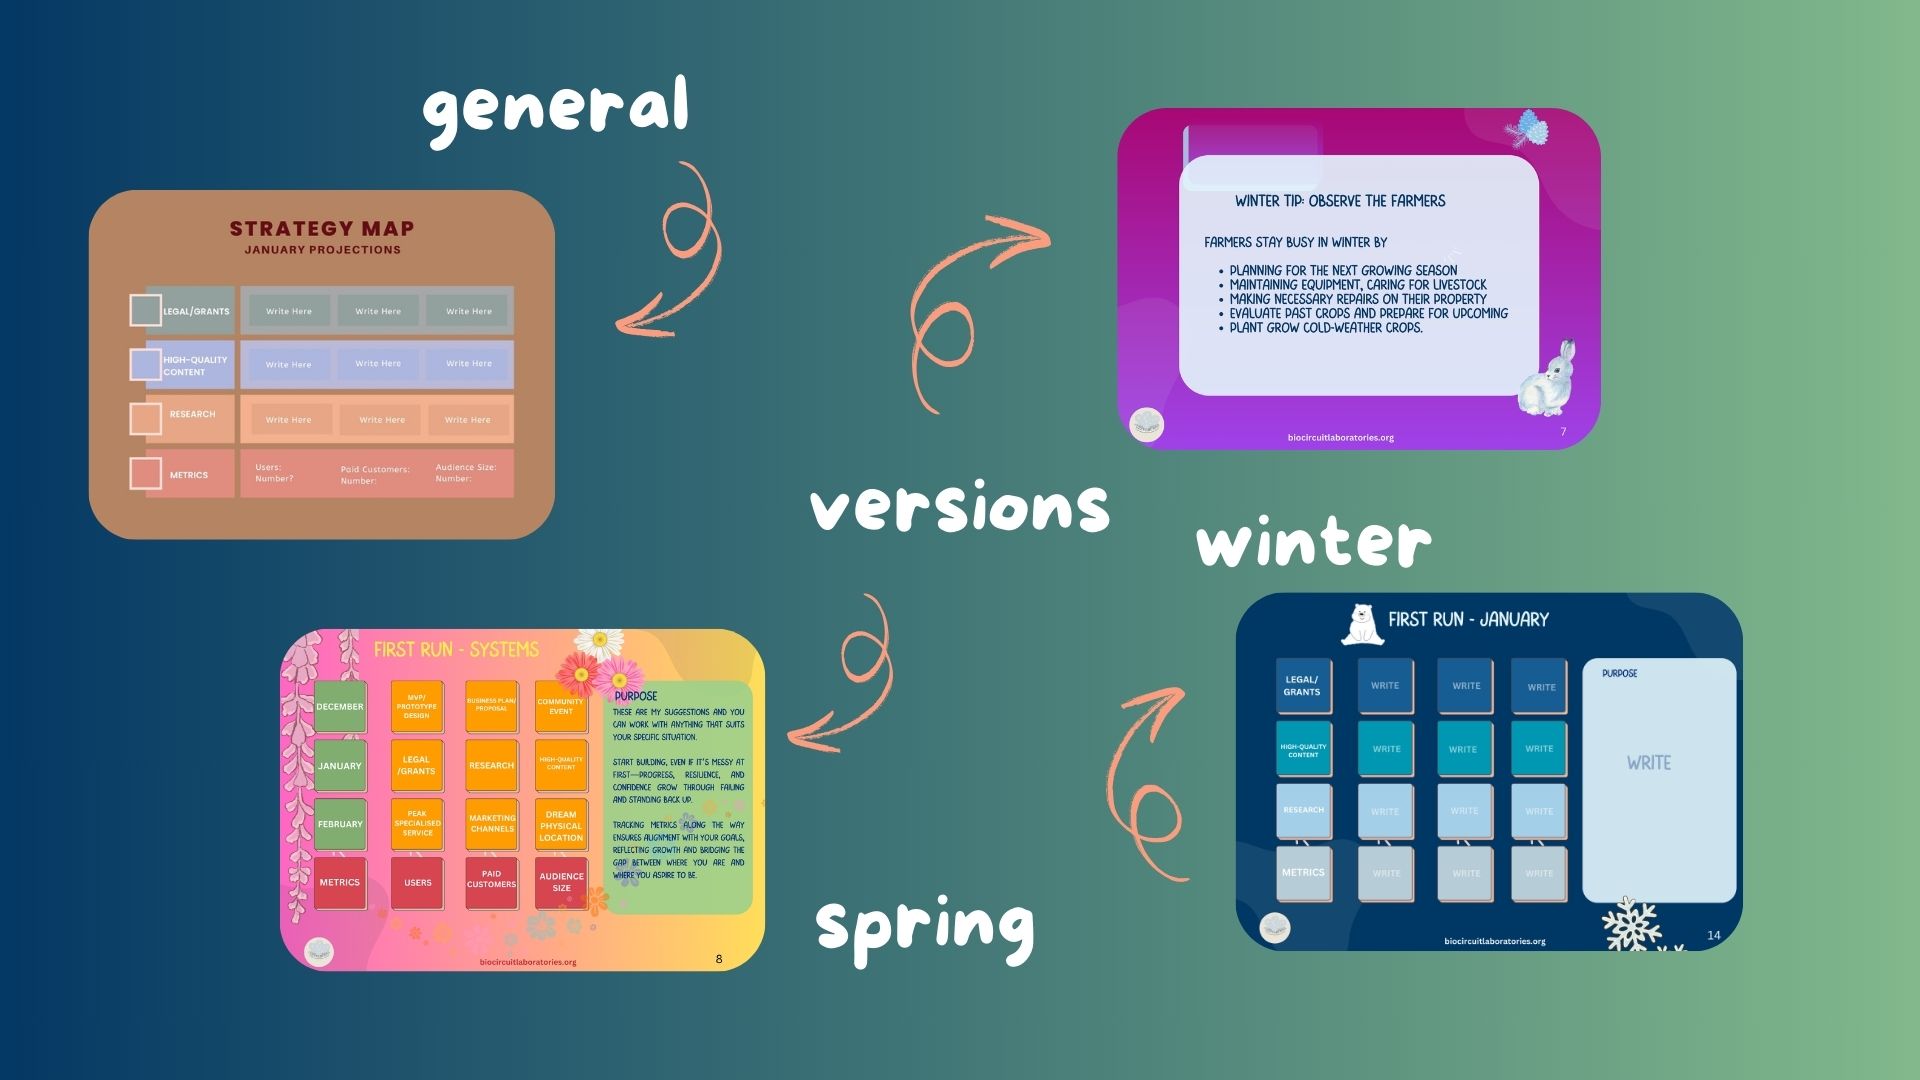 general
STRATEGY MAP
JANUARY PROJECTIONS
LEGAL/GRANTS
Write Here
Write Here
Write Here
HIGH-QUALITY
CONTENT
Write Here
Write Here
Write Here
RESEARCH
Write Here
Write Here
Write Here
METRICS
Users:
Number?
Paid Customers:
Number:
Audience Size:
Number:
WINTER TIP: OBSERVE THE FARMERS
FARMERS STAY BUSY IN WINTER BY
• PLANNING FOR THE NEXT GROWING SEASON
• MAINTAINING EQUIPMENT, CARING FOR LIVESTOCK
• MAKING NECESSARY REPAIRS ON THEIR PROPERTY
• EVALUATE PAST CROPS AND PREPARE FOR UPCOMING
• PLANT GROW COLD-WEATHER CROPS.
biocircuitlaboratories.org
7
versions
winter
FIRST RUN - SYSTEMS
DECEMBER
MVP/
PROTOTYPE
DESIGN
BUSINESS PLAN/
PROPOSAL
COMMUNITY
EVENT
JANUARY
LEGAL
/GRANTS
RESEARCH
HIGH-QUALITY
CONTENT
FEBRUARY
PEAK
SPECIALISED
SERVICE
MARKETING
CHANNELS
DREAM
PHYSICAL
LOCATION
METRICS
USERS
PAID
CUSTOMERS
AUDIENCE
SIZE
PURPOSE
THESE ARE MY SUGGESTIONS AND YOU
CAN WORK WITH ANYTHING THAT SUITS
YOUR SPECIFIC SITUATION.
START BUILDING, EVEN IF IT'S MESSY AT
FIRST—PROGRESS, RESILIENCE, AND
CONFIDENCE GROW THROUGH FAILING
AND STANDING BACK UP.
TRACKING METRICS ALONG THE WAY
ENSURES ALIGNMENT WITH YOUR GOALS,
REFLECTING GROWTH AND BRIDGING THE
GAP BETWEEN WHERE YOU ARE AND
WHERE YOU ASPIRE TO BE.
biocircuitlaboratories.org
8
FIRST RUN - JANUARY
LEGAL/
GRANTS
WRITE
WRITE
WRITE
HIGH-QUALITY
CONTENT
WRITE
WRITE
WRITE
RESEARCH
WRITE
WRITE
WRITE
METRICS
WRITE
WRITE
WRITE
PURPOSE
WRITE
biocircuitlaboratories.org
14
spring